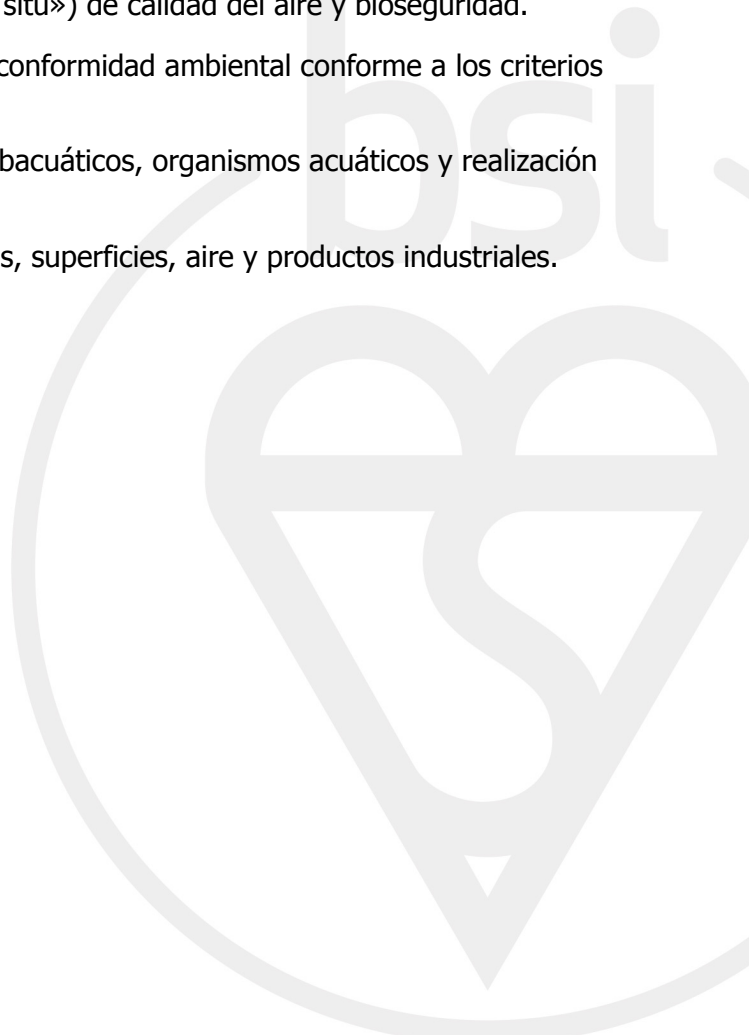 situ») de calidad del aire y bioseguridad.
conformidad ambiental conforme a los criterios
bacuáticos, organismos acuáticos y realización
s, superficies, aire y productos industriales.
bsi